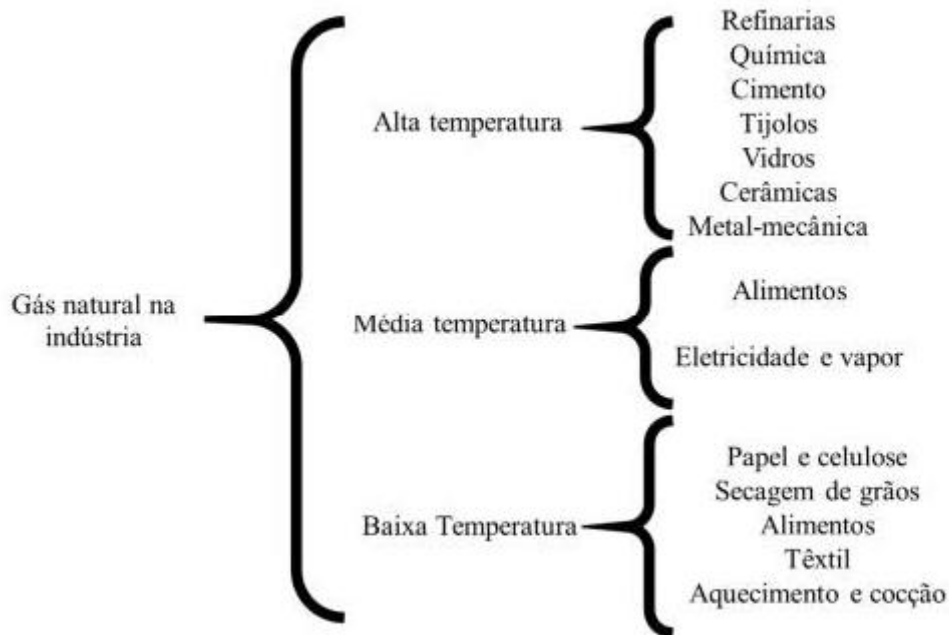 Gás natural na
indústria
Alta temperatura
Refinarias
Química
Cimento
Tijolos
Vidros
Cerâmicas
Metal-mecânica
Média temperatura
Alimentos
Eletricidade e vapor
Baixa Temperatura
Papel e celulose
Secagem de grãos
Alimentos
Têxtil
Aquecimento e cocção